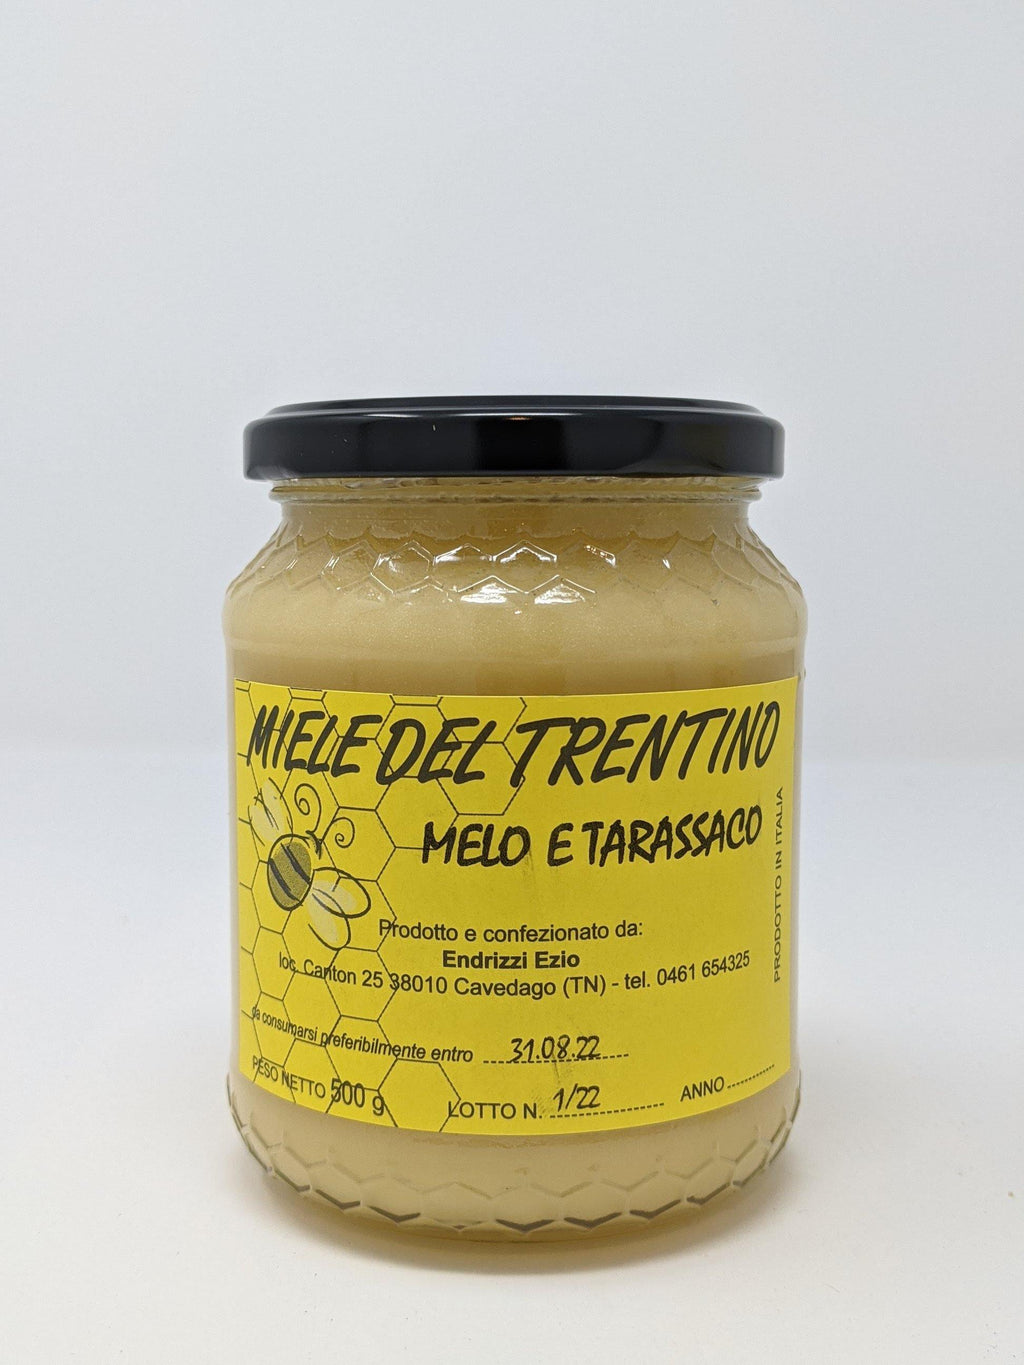 MIELE DEL TRENTINO
MELO E TARASSACO
PRODOTTO IN ITALIA
Prodotto e confezionato da:
Endrizzi Ezio
loc. Canton 25 38010 Cavedago (TN) - tel. 0461 654325
da consumarsi preferibilmente entro 31.08.22
PESO NETTO 500 g LOTTO N. 1/22 ANNO